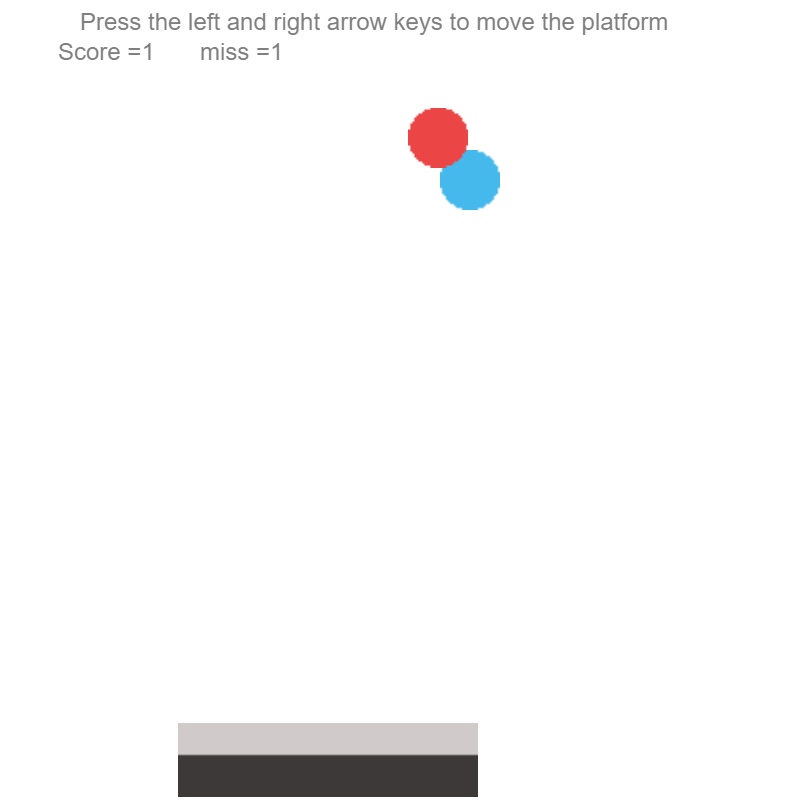 Press the left and right arrow keys to move the platform
Score =1 miss =1